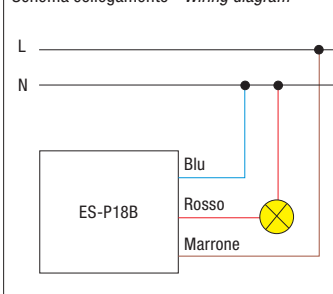 Schema collegamento - Wiring diagram
L
N
Blu
ES-P18B
Rosso
Marrone